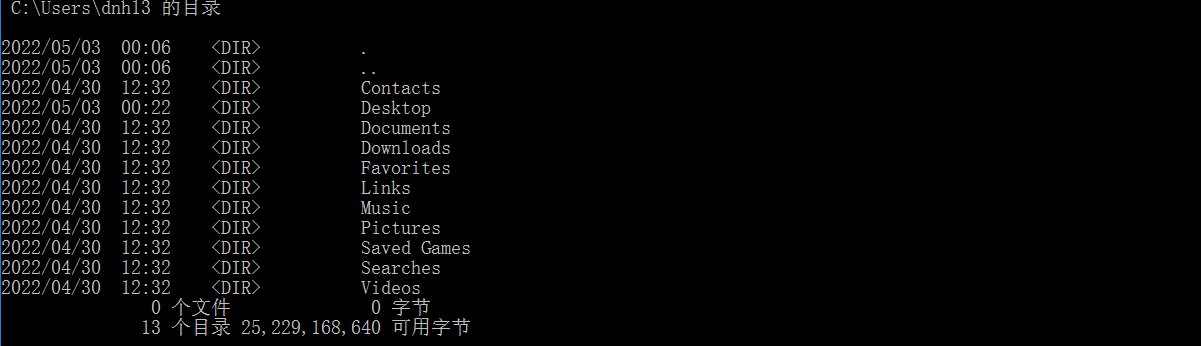 C:\Users\dnh13 的目录
2022/05/03  00:06    <DIR>          .
2022/05/03  00:06    <DIR>          ..
2022/04/30  12:32    <DIR>          Contacts
2022/05/03  00:22    <DIR>          Desktop
2022/04/30  12:32    <DIR>          Documents
2022/04/30  12:32    <DIR>          Downloads
2022/04/30  12:32    <DIR>          Favorites
2022/04/30  12:32    <DIR>          Links
2022/04/30  12:32    <DIR>          Music
2022/04/30  12:32    <DIR>          Pictures
2022/04/30  12:32    <DIR>          Saved Games
2022/04/30  12:32    <DIR>          Searches
2022/04/30  12:32    <DIR>          Videos
0 个文件              0 字节
13 个目录 25,229,168,640 可用字节